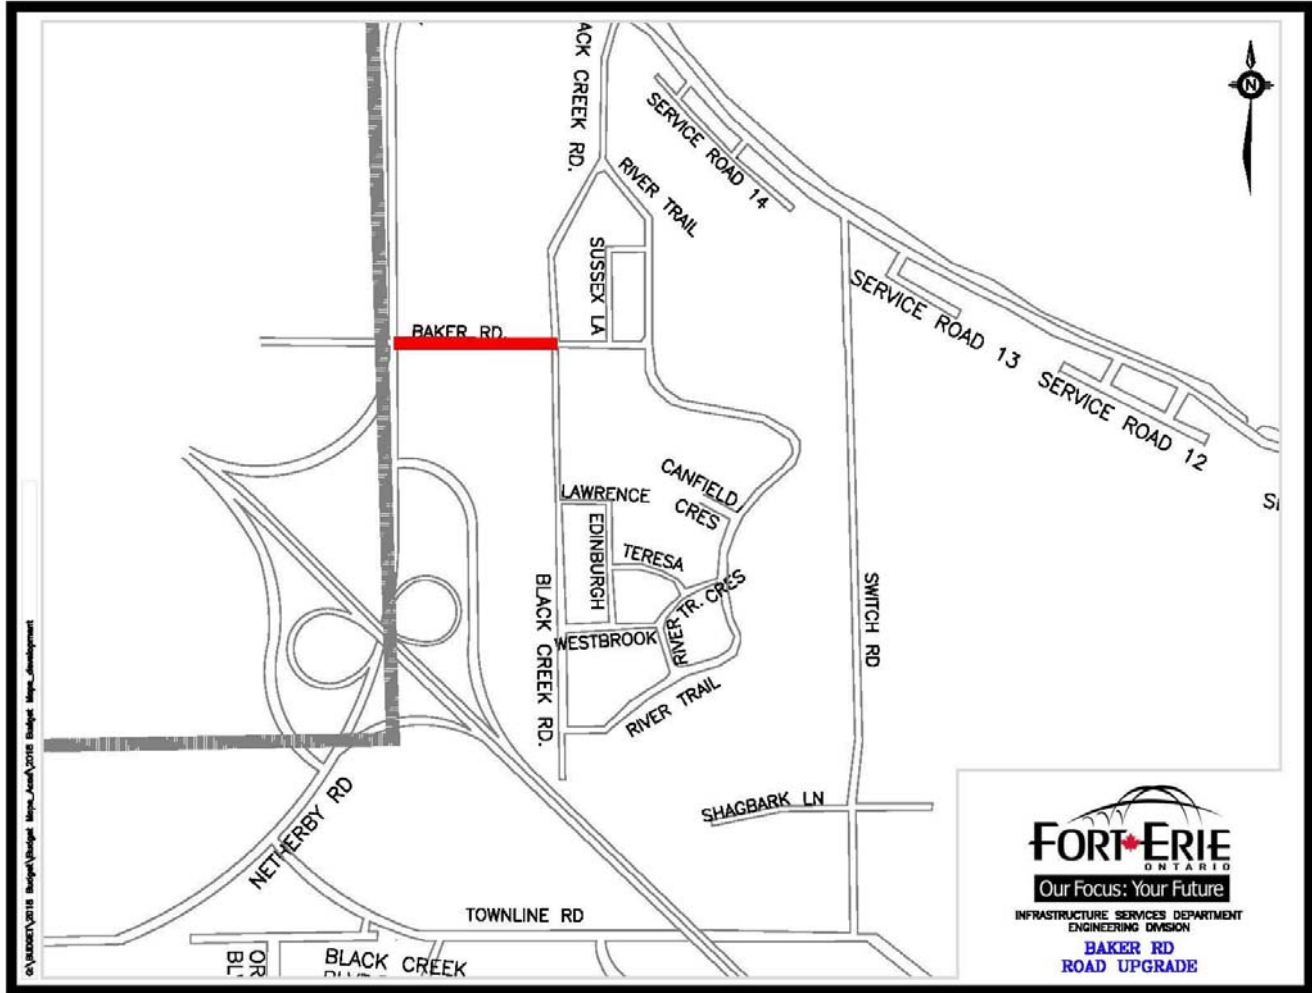 ACK CREEK RD.
N
SERVICE ROAD 14
RIVER TRAIL
SUSSEX LA
BAKER RD.
SERVICE ROAD 13
SERVICE ROAD 12
LAWRENCE
CANFIELD
CRES
EDINBURGH
TERESA
RIVER TR. CRES
WESTBROOK
BLACK CREEK RD.
SWITCH RD
RIVER TRAIL
SHAGBARK LN
NETHERBY RD
TOWNLINE RD
BLACK CREEK
FORT ERIE
ONTARIO
Our Focus: Your Future
INFRASTRUCTURE SERVICES DEPARTMENT
ENGINEERING DIVISION
BAKER RD
ROAD UPGRADE